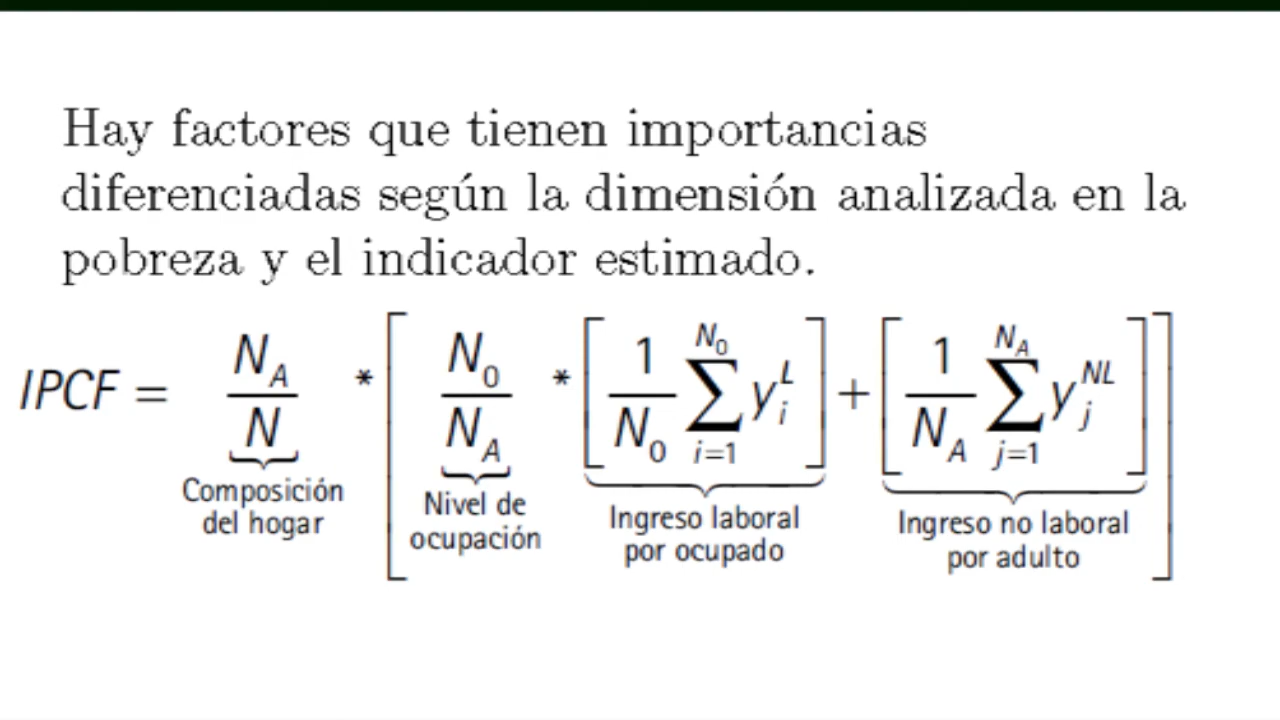 Hay factores que tienen importancias
diferenciadas según la dimensión analizada en la
pobreza y el indicador estimado.
IPCF = N_A / N * [ N_0 / N_A * [ 1 / N_0 ∑_{i=1}^{N_0} y_i^L ] + [ 1 / N_A ∑_{j=1}^{N_A} y_j^{NL} ] ]
Composición
del hogar
Nivel de
ocupación
Ingreso laboral
por ocupado
Ingreso no laboral
por adulto